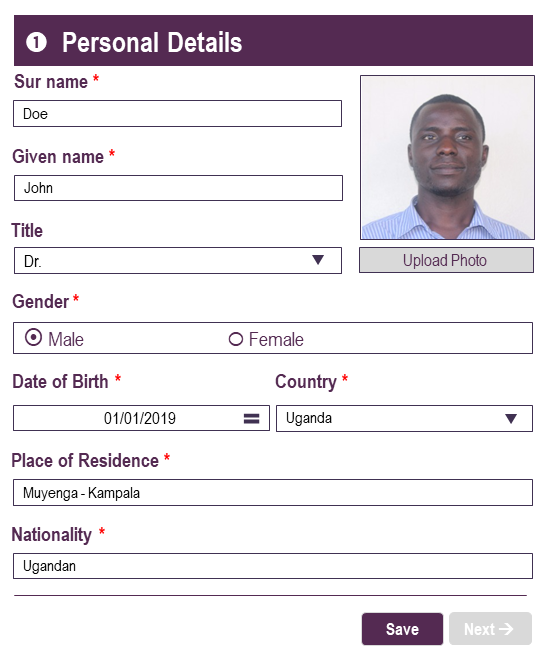 1 Personal Details
Sur name *
Doe
Given name *
John
Title
Dr.
Upload Photo
Gender *
Male Female
Date of Birth * Country *
01/01/2019 Uganda
Place of Residence *
Muyenga - Kampala
Nationality *
Ugandan
Save Next →